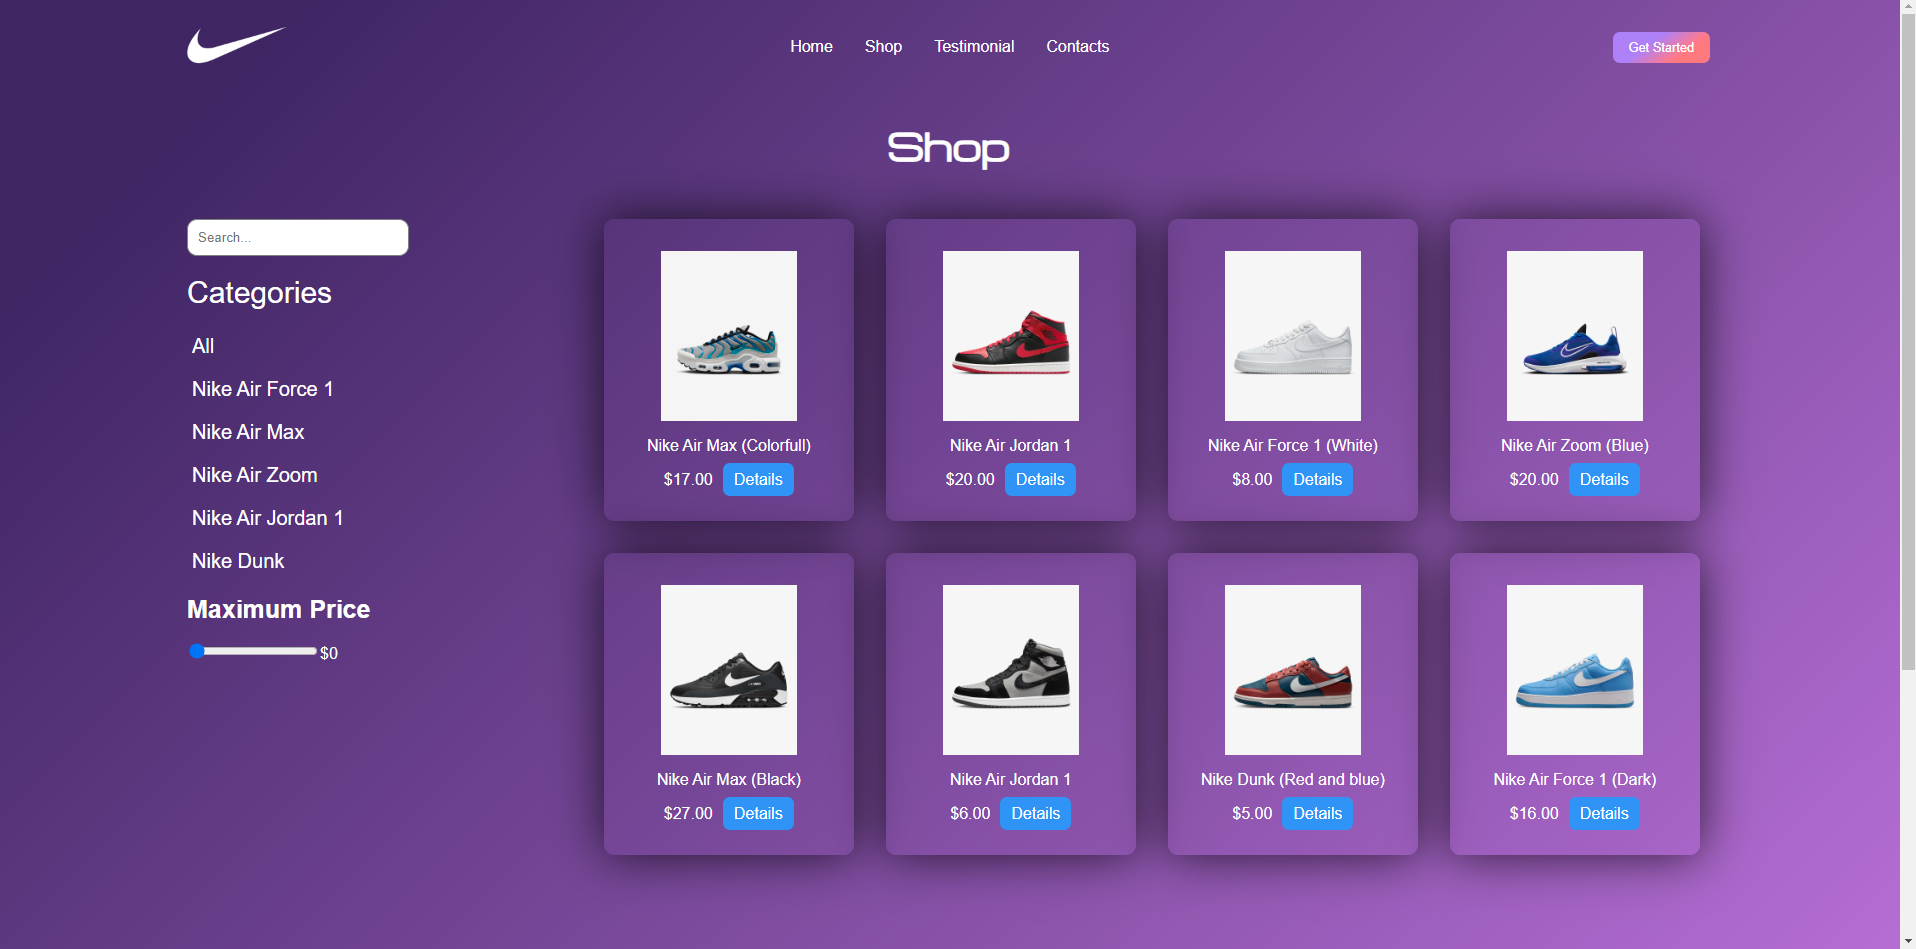 Home Shop Testimonial Contacts Get Started
Shop
Search...
Categories
All
Nike Air Force 1
Nike Air Max
Nike Air Zoom
Nike Air Jordan 1
Nike Dunk
Maximum Price
$0
Nike Air Max (Colorfull)
$17.00 Details
Nike Air Jordan 1
$20.00 Details
Nike Air Force 1 (White)
$8.00 Details
Nike Air Zoom (Blue)
$20.00 Details
Nike Air Max (Black)
$27.00 Details
Nike Air Jordan 1
$6.00 Details
Nike Dunk (Red and blue)
$5.00 Details
Nike Air Force 1 (Dark)
$16.00 Details